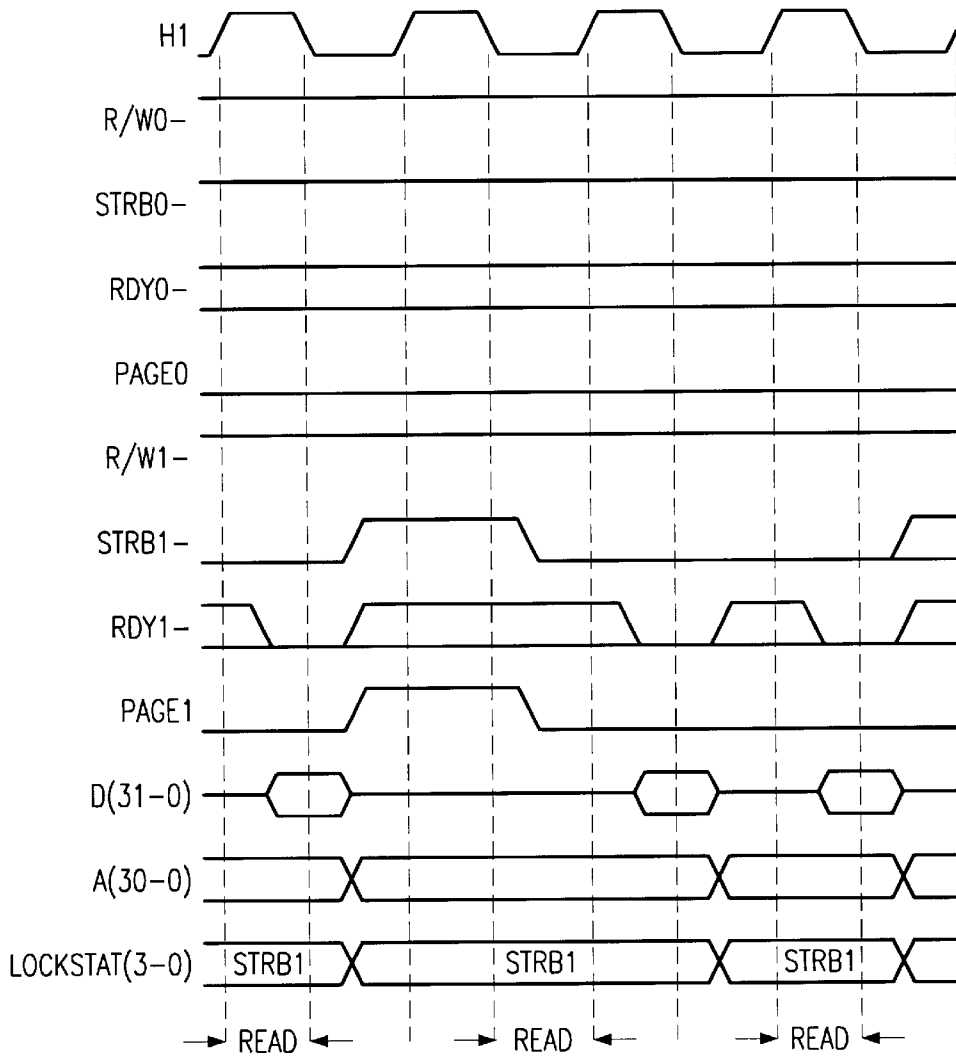 H1
R/W0-
STRB0-
RDY0-
PAGE0
R/W1-
STRB1-
RDY1-
PAGE1
D(31-0)
A(30-0)
LOCKSTAT(3-0) STRB1 STRB1 STRB1
READ READ READ